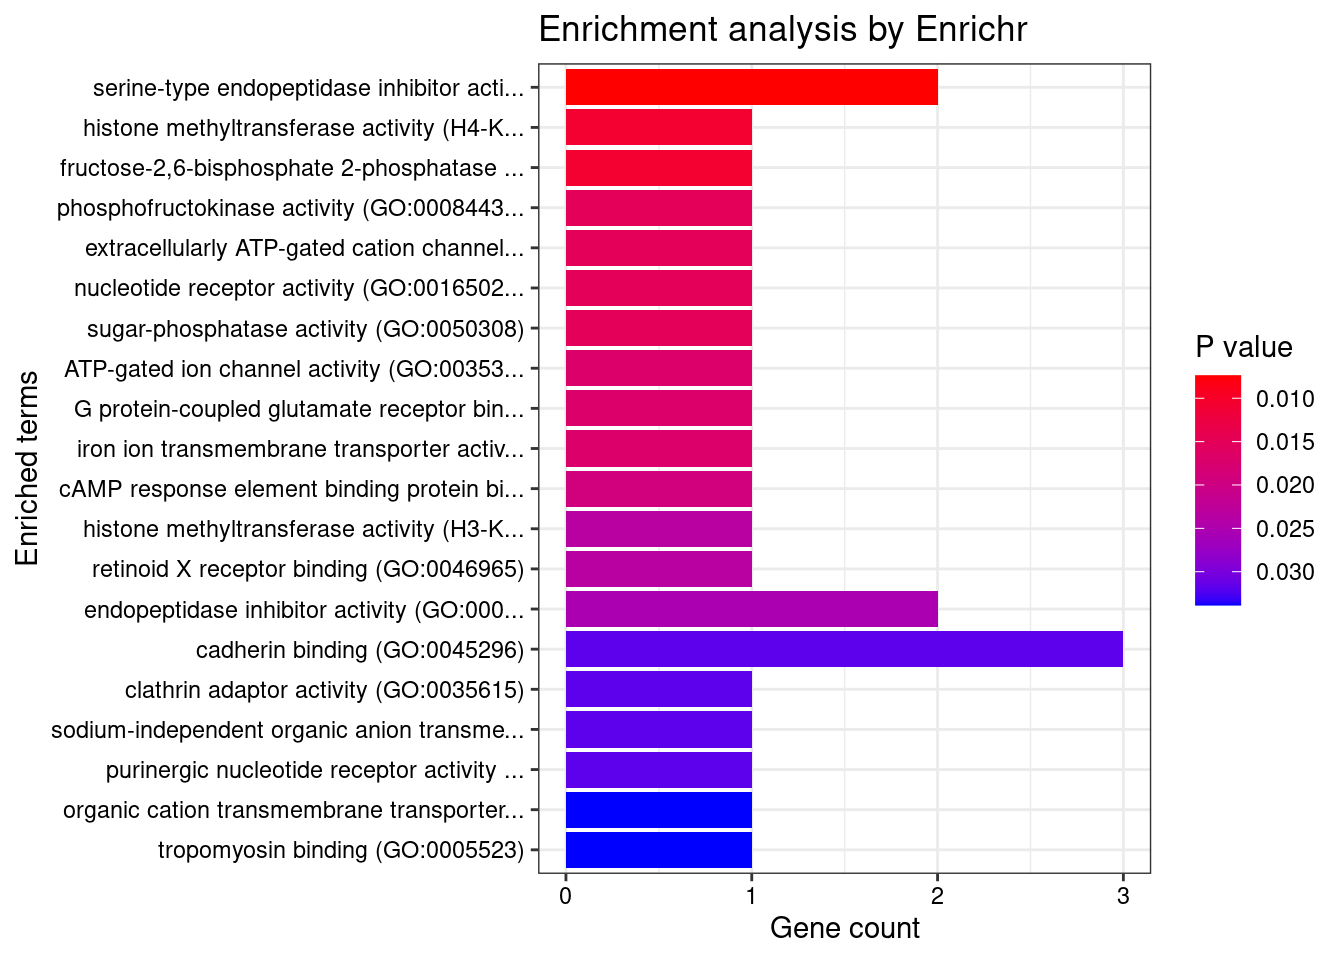 Enrichment analysis by Enrichr
serine-type endopeptidase inhibitor acti...
histone methyltransferase activity (H4-K...
fructose-2,6-bisphosphate 2-phosphatase ...
phosphofructokinase activity (GO:0008443...
extracellularly ATP-gated cation channel...
nucleotide receptor activity (GO:0016502...
sugar-phosphatase activity (GO:0050308)
ATP-gated ion channel activity (GO:00353...
G protein-coupled glutamate receptor bin...
iron ion transmembrane transporter activ...
cAMP response element binding protein bi...
histone methyltransferase activity (H3-K...
retinoid X receptor binding (GO:0046965)
endopeptidase inhibitor activity (GO:000...
cadherin binding (GO:0045296)
clathrin adaptor activity (GO:0035615)
sodium-independent organic anion transme...
purinergic nucleotide receptor activity ...
organic cation transmembrane transporter...
tropomyosin binding (GO:0005523)
Enriched terms
0 1 2 3
Gene count
P value
0.010
0.015
0.020
0.025
0.030